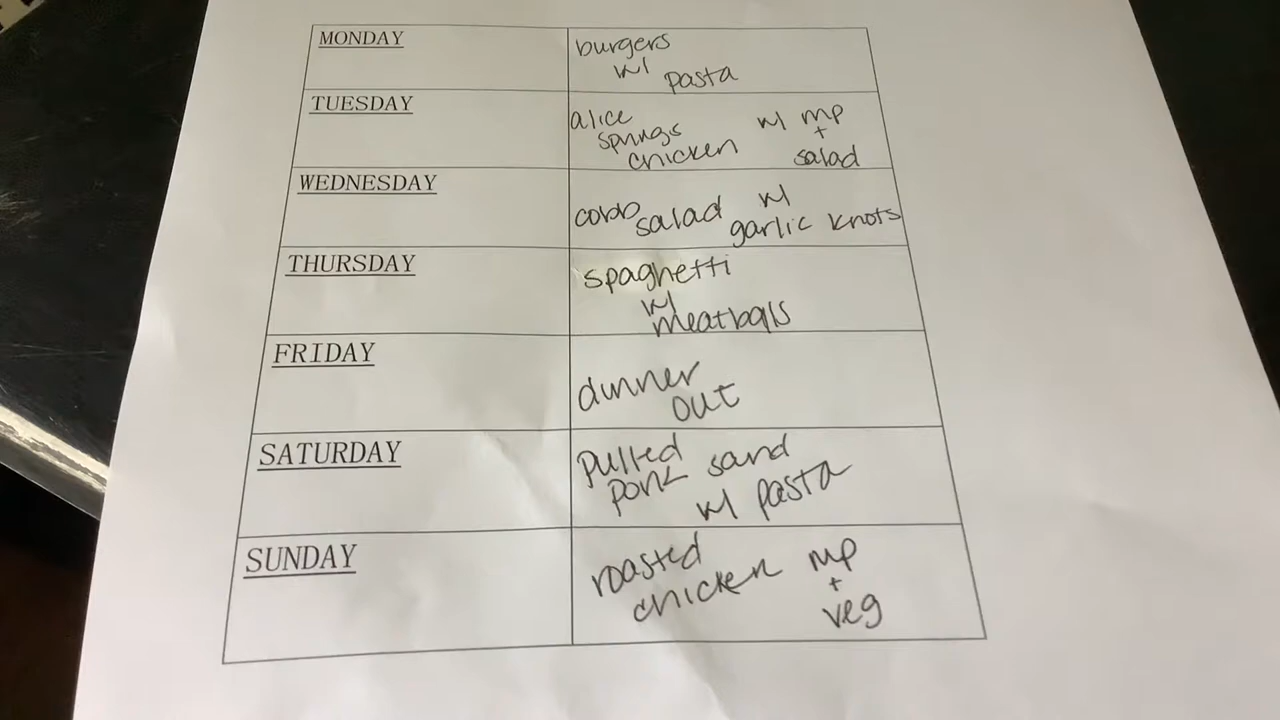 MONDAY
burgers
w/
pasta
TUESDAY
alice
springs
chicken
w/ mp
+
salad
WEDNESDAY
cobb salad w/
garlic knots
THURSDAY
spaghetti
w/
meatballs
FRIDAY
dinner
out
SATURDAY
pulled
pork sand
w/ pasta
SUNDAY
roasted
chicken mp
+
veg